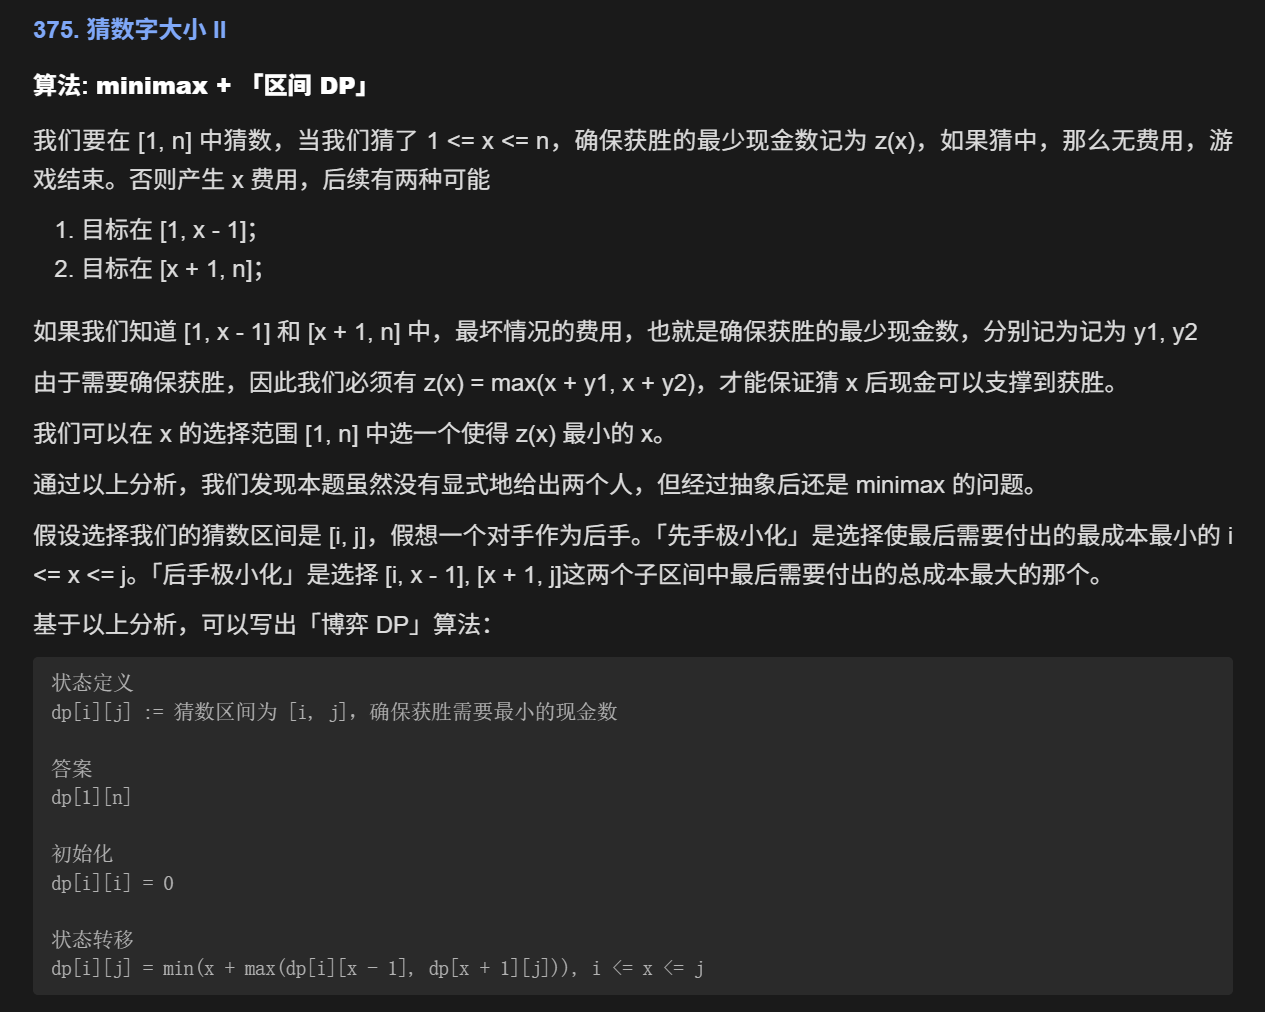 375. 猜数字大小 II
算法: minimax + 「区间 DP」
我们要在 [1, n] 中猜数，当我们猜了 1 <= x <= n，确保获胜的最少现金数记为 z(x)，如果猜中，那么无费用，游
戏结束。否则产生 x 费用，后续有两种可能
1. 目标在 [1, x - 1]；
2. 目标在 [x + 1, n]；
如果我们知道 [1, x - 1] 和 [x + 1, n] 中，最坏情况的费用，也就是确保获胜的最少现金数，分别记为记为 y1, y2
由于需要确保获胜，因此我们必须有 z(x) = max(x + y1, x + y2)，才能保证猜 x 后现金可以支撑到获胜。
我们可以在 x 的选择范围 [1, n] 中选一个使得 z(x) 最小的 x。
通过以上分析，我们发现本题虽然没有显式地给出两个人，但经过抽象后还是 minimax 的问题。
假设选择我们的猜数区间是 [i, j]，假想一个对手作为后手。「先手极小化」是选择使最后需要付出的最成本最小的 i
<= x <= j。「后手极小化」是选择 [i, x - 1], [x + 1, j]这两个子区间中最后需要付出的总成本最大的那个。
基于以上分析，可以写出「博弈 DP」算法：
状态定义
dp[i][j] := 猜数区间为 [i, j]，确保获胜需要最小的现金数
答案
dp[1][n]
初始化
dp[i][i] = 0
状态转移
dp[i][j] = min(x + max(dp[i][x - 1], dp[x + 1][j])), i <= x <= j